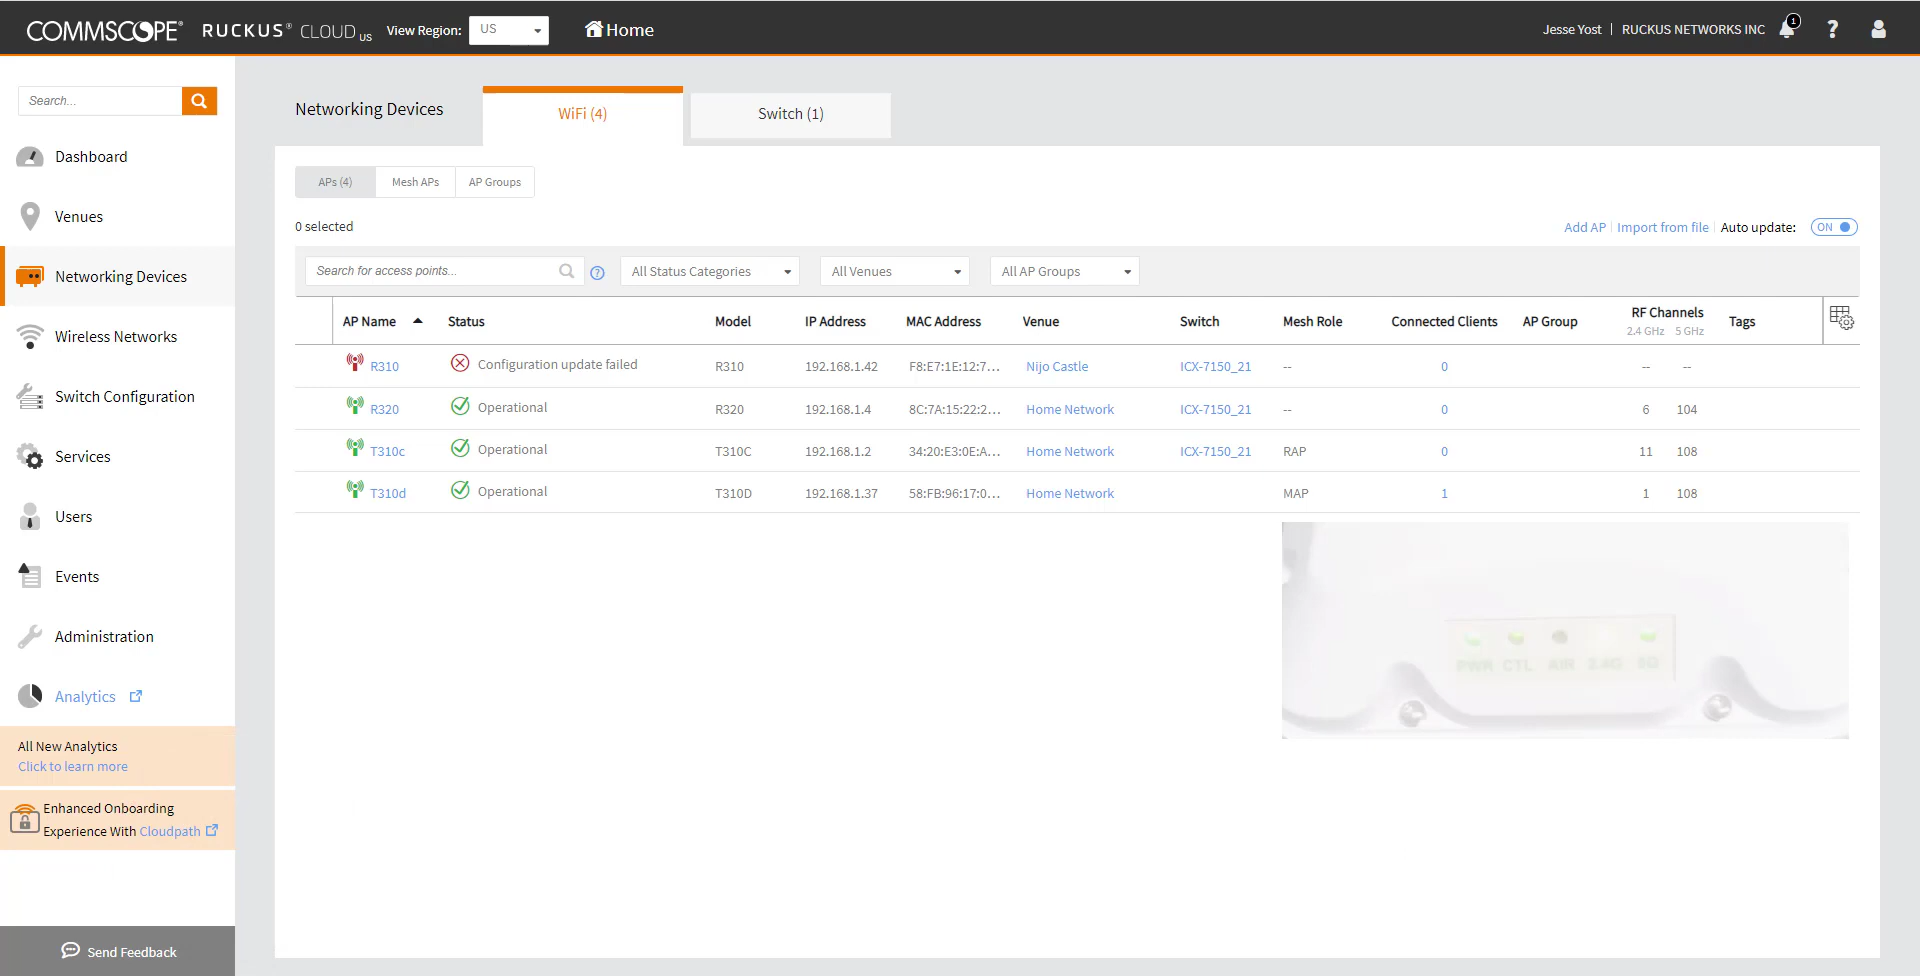 COMMSCOPE® RUCKUS® CLOUD US View Region: US Home Jesse Yost | RUCKUS NETWORKS INC 1 ?
Search...
Dashboard
Venues
Networking Devices
Wireless Networks
Switch Configuration
Services
Users
Events
Administration
Analytics
All New Analytics
Click to learn more
Enhanced Onboarding
Experience With Cloudpath
Send Feedback
Networking Devices WiFi (4) Switch (1)
APs (4) Mesh APs AP Groups
0 selected Add AP | Import from file | Auto update: ON
Search for access points... ? All Status Categories All Venues All AP Groups
AP Name Status Model IP Address MAC Address Venue Switch Mesh Role Connected Clients AP Group RF Channels Tags
2.4 GHz 5 GHz
R310 Configuration update failed R310 192.168.1.42 F8:E7:1E:12:7... Nijo Castle ICX-7150_21 -- 0 -- --
R320 Operational R320 192.168.1.4 8C:7A:15:22:2... Home Network ICX-7150_21 -- 0 6 104
T310c Operational T310C 192.168.1.2 34:20:E3:0E:A... Home Network ICX-7150_21 RAP 0 11 108
T310d Operational T310D 192.168.1.37 58:FB:96:17:0... Home Network MAP 1 1 108
PWR CTL AIR 2.4G 5G